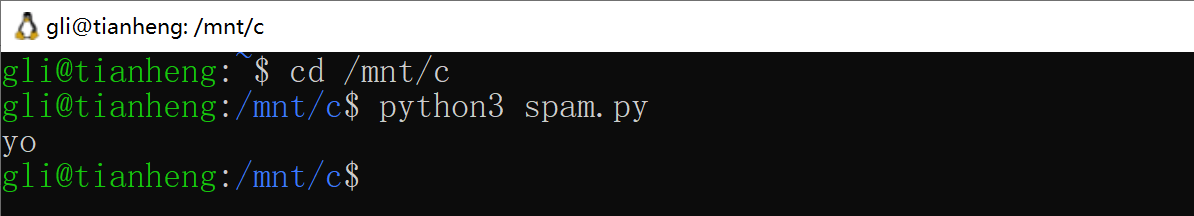 gli@tianheng: /mnt/c
gli@tianheng:~$ cd /mnt/c
gli@tianheng:/mnt/c$ python3 spam.py
yo
gli@tianheng:/mnt/c$